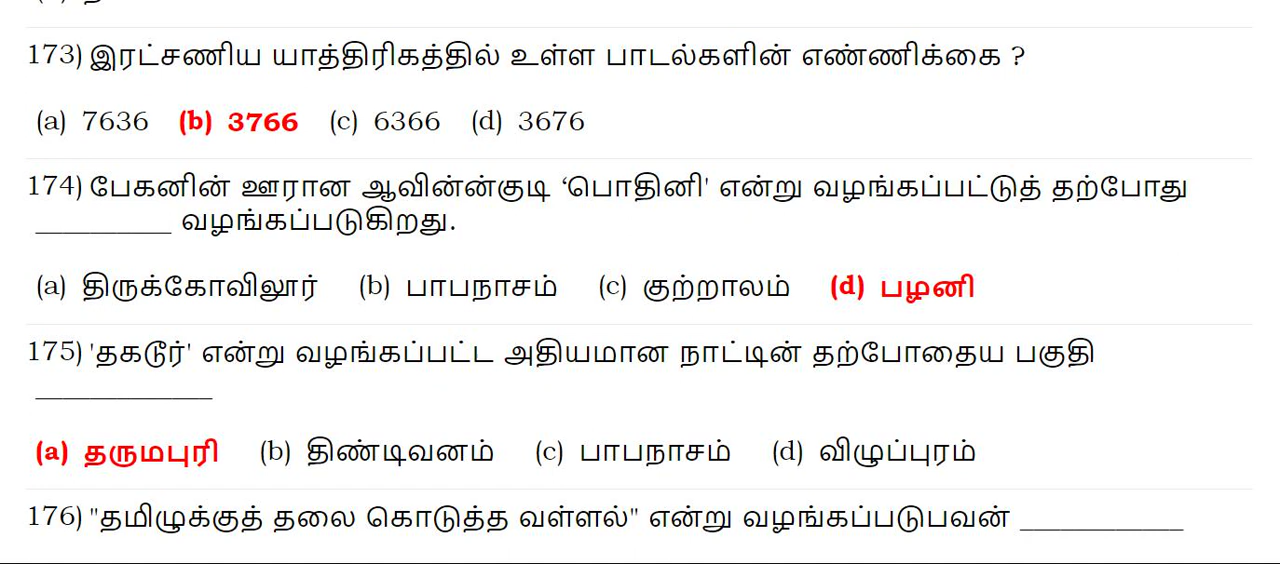 173) இரட்சணிய யாத்திரிகத்தில் உள்ள பாடல்களின் எண்ணிக்கை ?
(a) 7636 (b) 3766 (c) 6366 (d) 3676
174) பேகனின் ஊரான ஆவின்ன்குடி ‘பொதினி' என்று வழங்கப்பட்டுத் தற்போது
__________ வழங்கப்படுகிறது.
(a) திருக்கோவிலூர் (b) பாபநாசம் (c) குற்றாலம் (d) பழனி
175) 'தகடூர்' என்று வழங்கப்பட்ட அதியமான நாட்டின் தற்போதைய பகுதி
_____________
(a) தருமபுரி (b) திண்டிவனம் (c) பாபநாசம் (d) விழுப்புரம்
176) "தமிழுக்குத் தலை கொடுத்த வள்ளல்" என்று வழங்கப்படுபவன் ____________